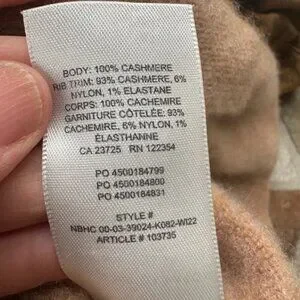 BODY: 100% CASHMERE
RIB TRIM: 93% CASHMERE, 6%
NYLON, 1% ELASTANE
CORPS: 100% CACHEMIRE
GARNITURE CÔTELÉE: 93%
CACHEMIRE, 6% NYLON, 1%
ÉLASTHANNE
CA 23725 RN 122354
PO 4500184799
PO 4500184800
PO 4500184831
STYLE #
NBHC 00-03-39024-K082-WI22
ARTICLE # 103735